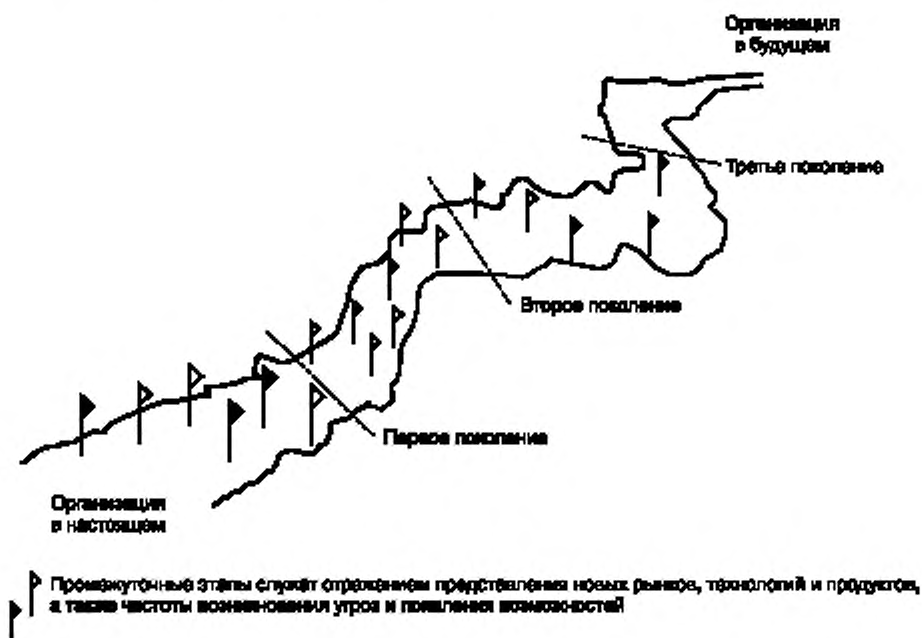 Организация
в будущем
Третье поколение
Второе поколение
Первое поколение
Организация
в настоящем
Промежуточные этапы служат отражением представления новых рынков, технологий и продуктов,
а также частоты возникновения угроз и появления возможностей